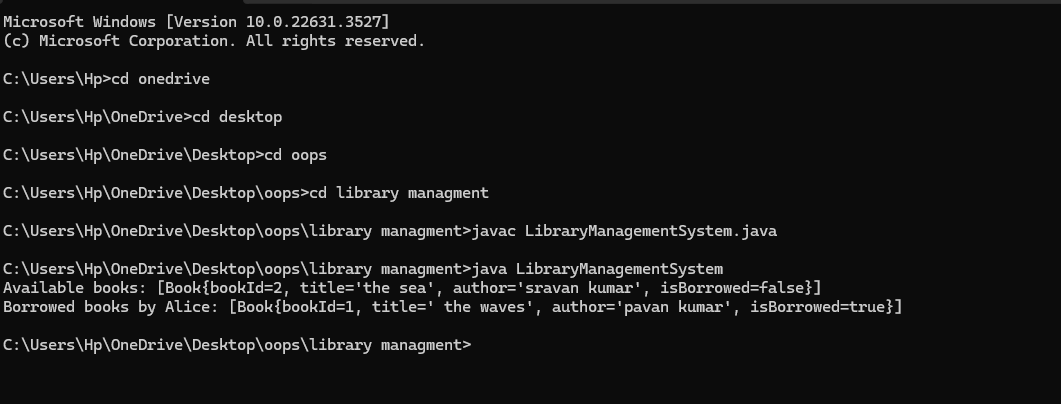 Microsoft Windows [Version 10.0.22631.3527]
(c) Microsoft Corporation. All rights reserved.
C:\Users\Hp>cd onedrive
C:\Users\Hp\OneDrive>cd desktop
C:\Users\Hp\OneDrive\Desktop>cd oops
C:\Users\Hp\OneDrive\Desktop\oops>cd library managment
C:\Users\Hp\OneDrive\Desktop\oops\library managment>javac LibraryManagementSystem.java
C:\Users\Hp\OneDrive\Desktop\oops\library managment>java LibraryManagementSystem
Available books: [Book{bookId=2, title='the sea', author='sravan kumar', isBorrowed=false}]
Borrowed books by Alice: [Book{bookId=1, title=' the waves', author='pavan kumar', isBorrowed=true}]
C:\Users\Hp\OneDrive\Desktop\oops\library managment>